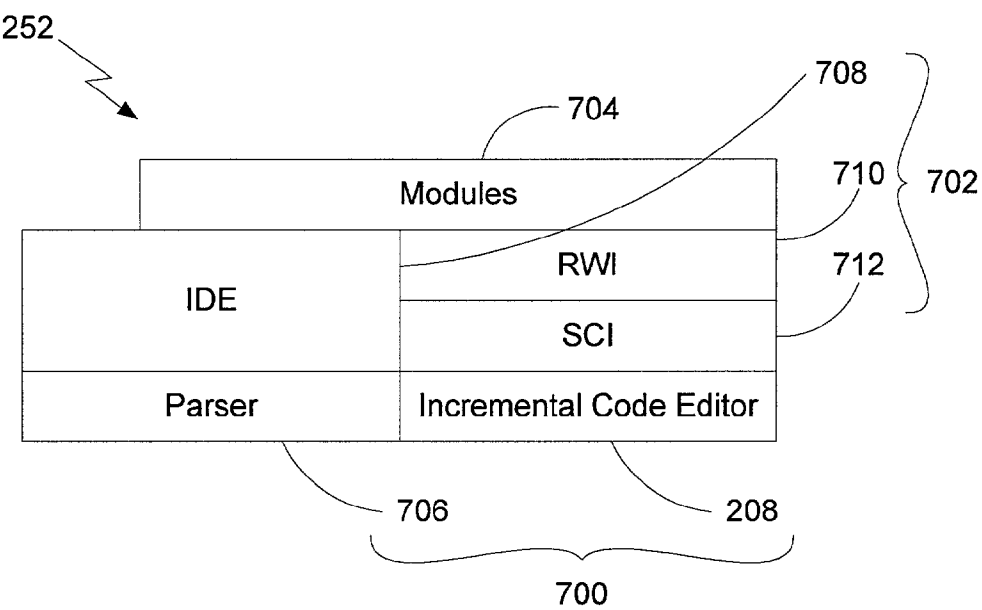 252
708
704
Modules
710
702
RWI
712
IDE
SCI
Parser
Incremental Code Editor
706
208
700